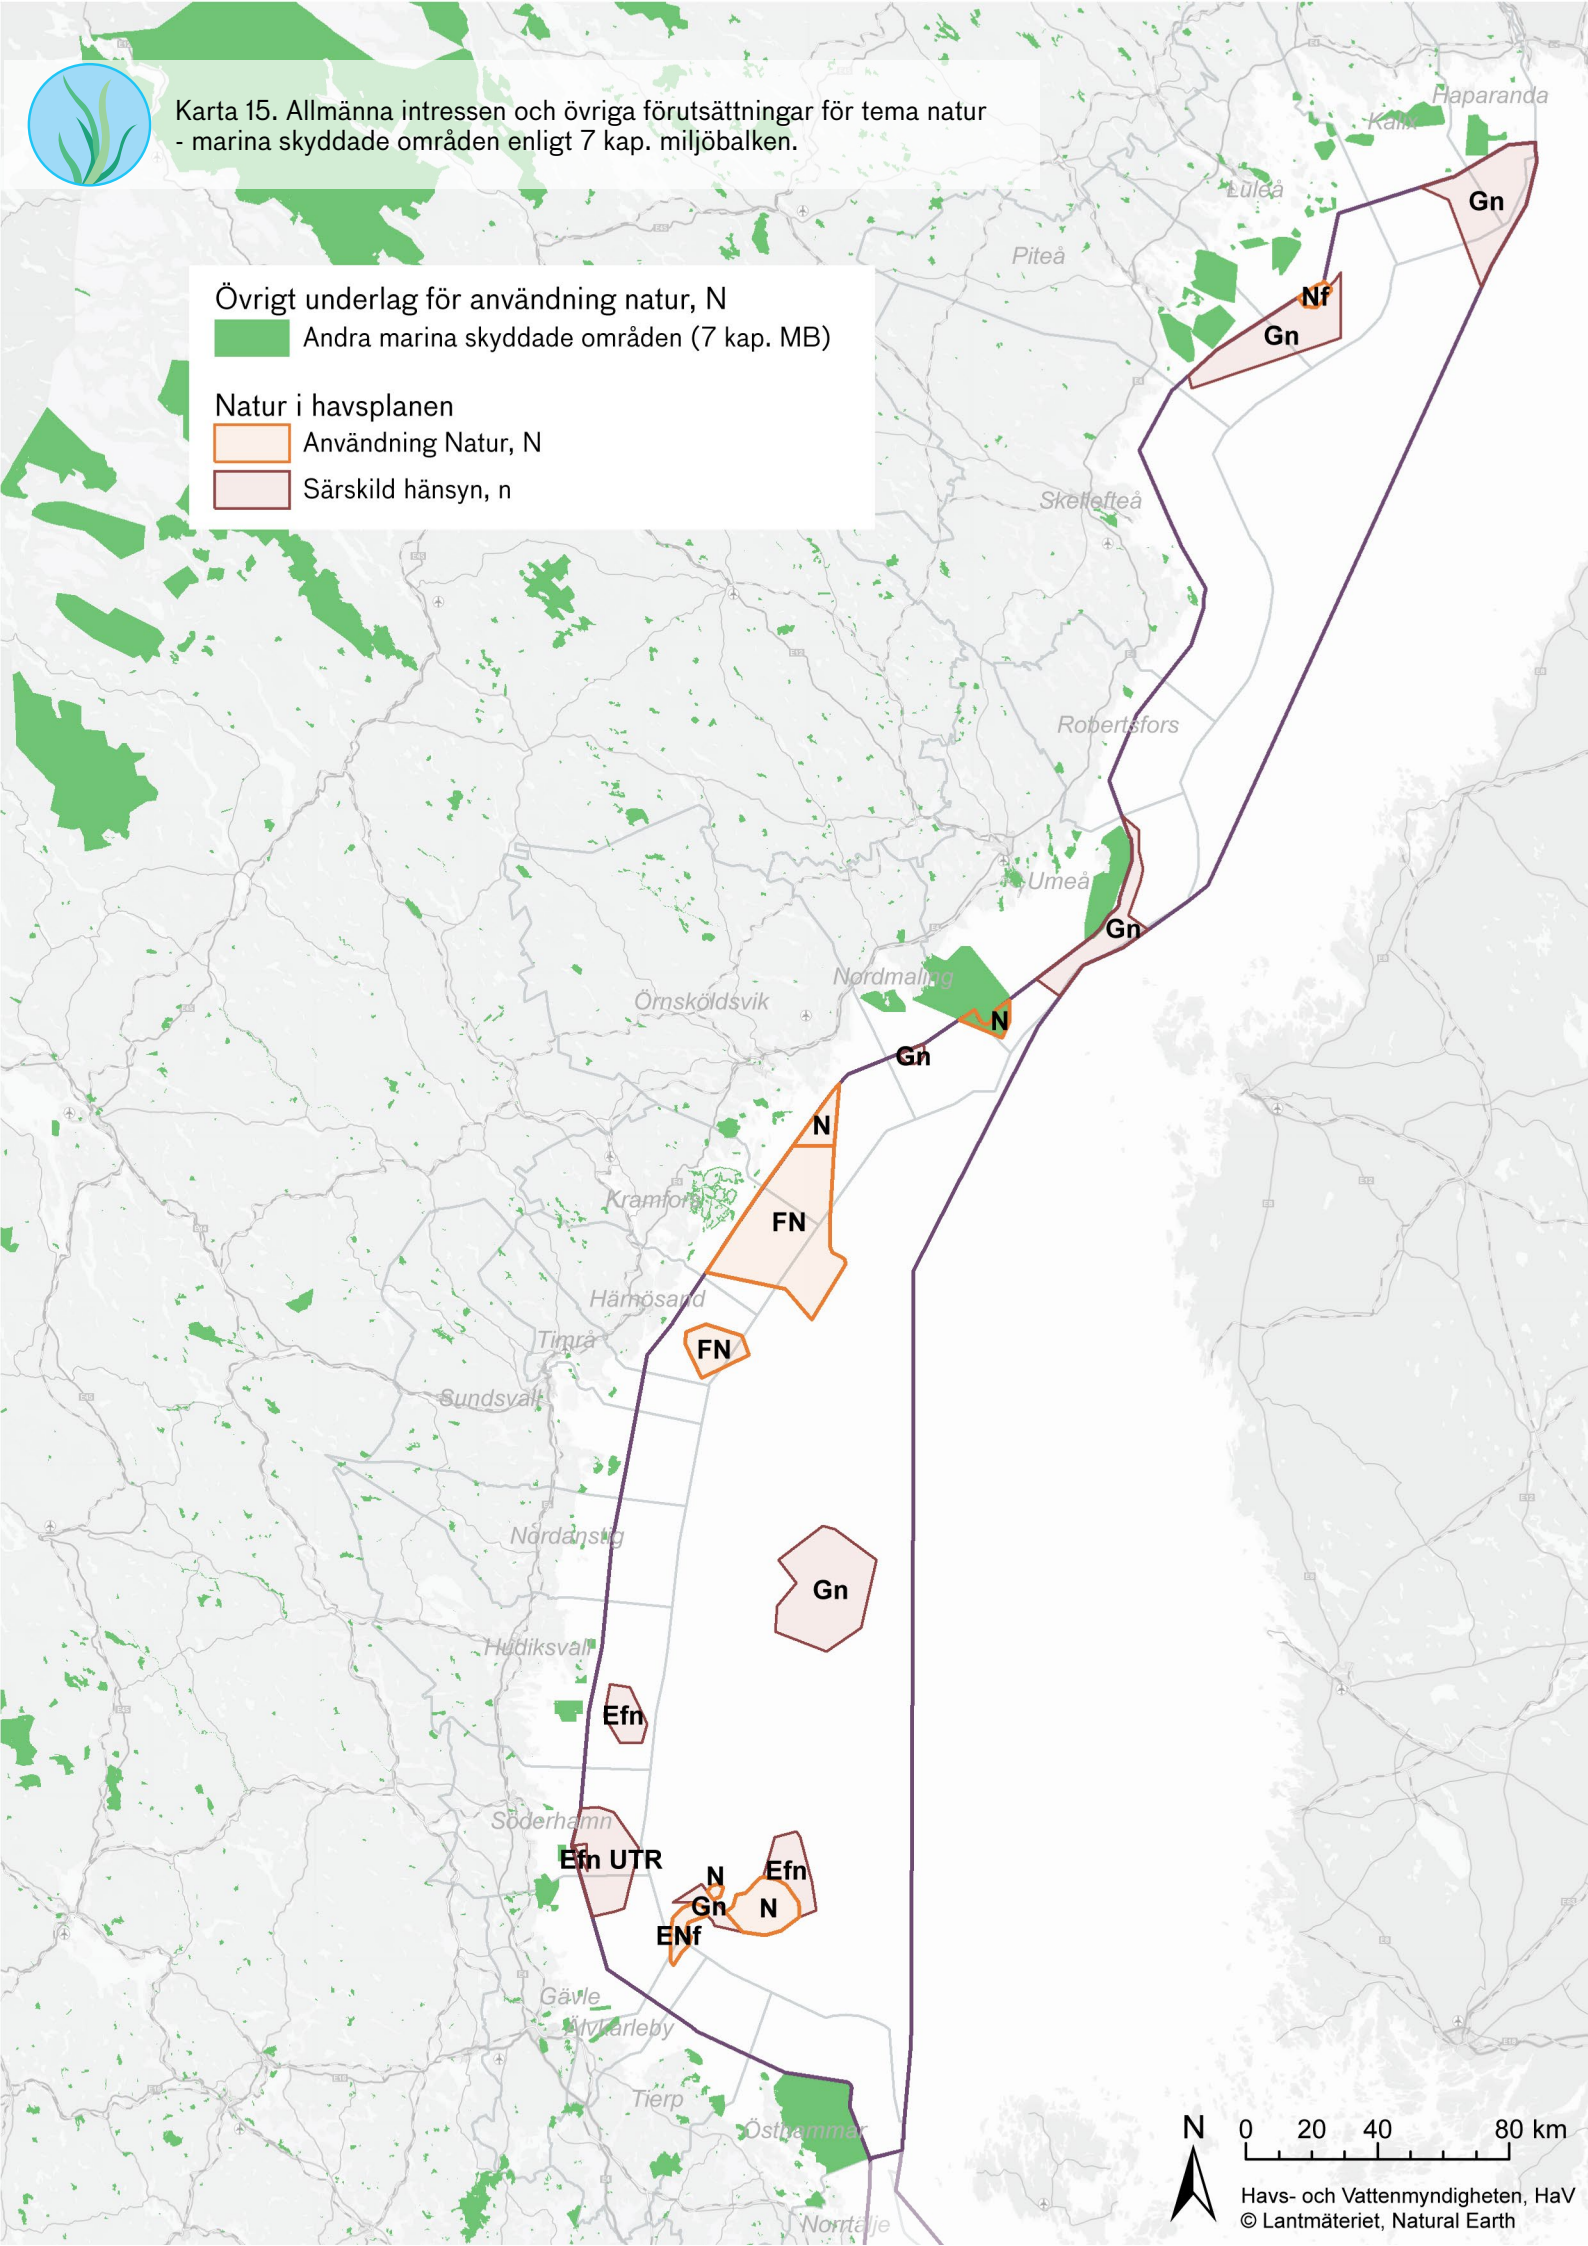 Karta 15. Allmänna intressen och övriga förutsättningar för tema natur
- marina skyddade områden enligt 7 kap. miljöbalken.
Övrigt underlag för användning natur, N
Andra marina skyddade områden (7 kap. MB)
Natur i havsplanen
Användning Natur, N
Särskild hänsyn, n
Haparanda
Kalix
Luleå
Gn
Piteå
Nf
Gn
Skellefteå
Robertsfors
Umeå
Gn
Nordmaling
Örnsköldsvik
N
Gn
N
Kramfors
FN
Härnösand
Timrå
FN
Sundsvall
Nordanstig
Gn
Hudiksvall
Efn
Söderhamn
Efn UTR
N
Efn
Gn
N
ENf
Gävle
Älvkarleby
Tierp
Östhammar
Norrtälje
N
0 20 40 80 km
Havs- och Vattenmyndigheten, HaV
© Lantmäteriet, Natural Earth